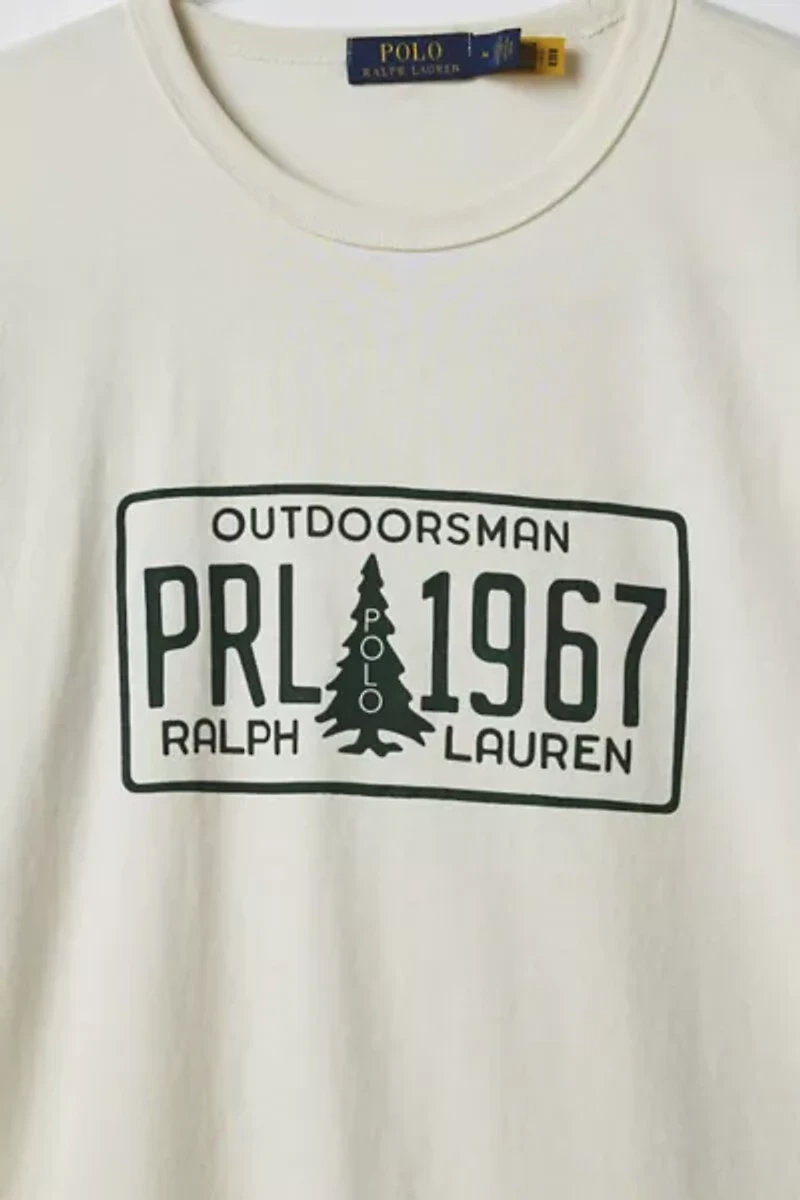 POLO
RALPH LAUREN
OUTDOORSMAN
PRL 1967
POLO
RALPH LAUREN